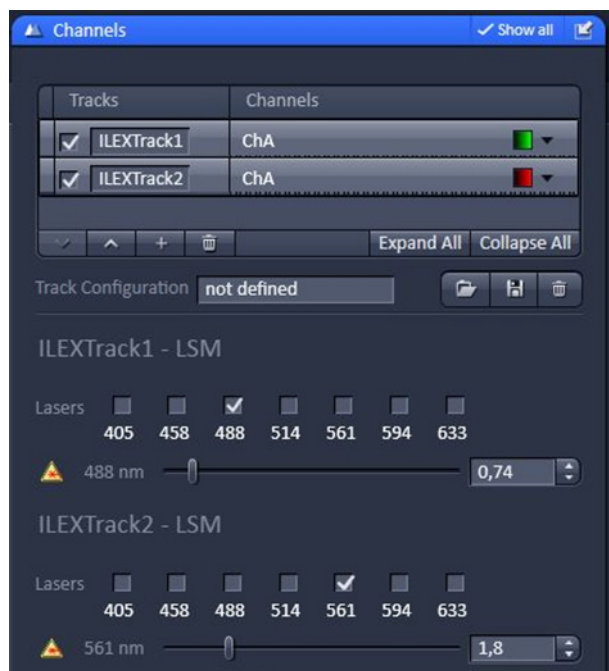 Channels Show all
Tracks Channels
ILEXTrack1 ChA
ILEXTrack2 ChA
Expand All Collapse All
Track Configuration not defined
ILEXTrack1 - LSM
Lasers
405 458 488 514 561 594 633
488 nm 0,74
ILEXTrack2 - LSM
Lasers
405 458 488 514 561 594 633
561 nm 1,8